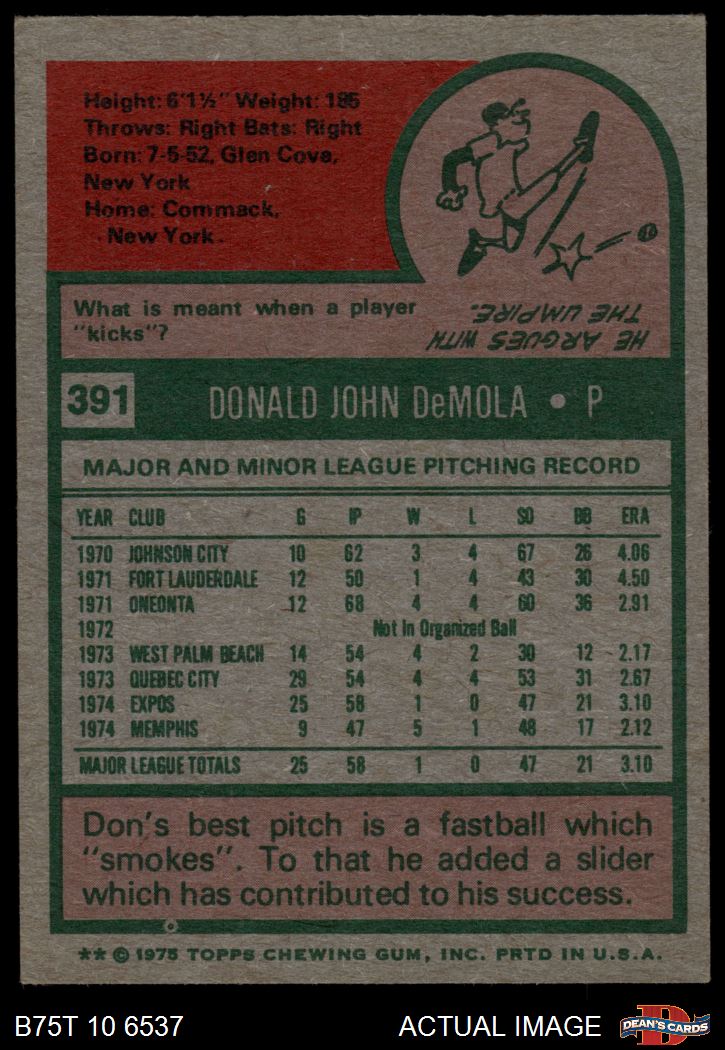 Height: 6'1½" Weight: 185
Throws: Right Bats: Right
Born: 7-5-52, Glen Cove,
New York
Home: Commack,
New York
What is meant when a player
"kicks"?
HE ARGUES WITH
THE UMPIRE.
391 DONALD JOHN DeMOLA • P
MAJOR AND MINOR LEAGUE PITCHING RECORD
YEAR CLUB G IP W L SO BB ERA
1970 JOHNSON CITY 10 62 3 4 67 26 4.06
1971 FORT LAUDERDALE 12 50 1 4 43 30 4.50
1971 ONEONTA 12 68 4 4 60 36 2.91
1972 Not In Organized Ball
1973 WEST PALM BEACH 14 54 4 2 30 12 2.17
1973 QUEBEC CITY 29 54 4 4 53 31 2.67
1974 EXPOS 25 58 1 0 47 21 3.10
1974 MEMPHIS 9 47 5 1 48 17 2.12
MAJOR LEAGUE TOTALS 25 58 1 0 47 21 3.10
Don's best pitch is a fastball which
"smokes". To that he added a slider
which has contributed to his success.
** © 1975 TOPPS CHEWING GUM, INC. PRTD IN U.S.A.
B75T 10 6537 ACTUAL IMAGE D DEAN'S CARDS